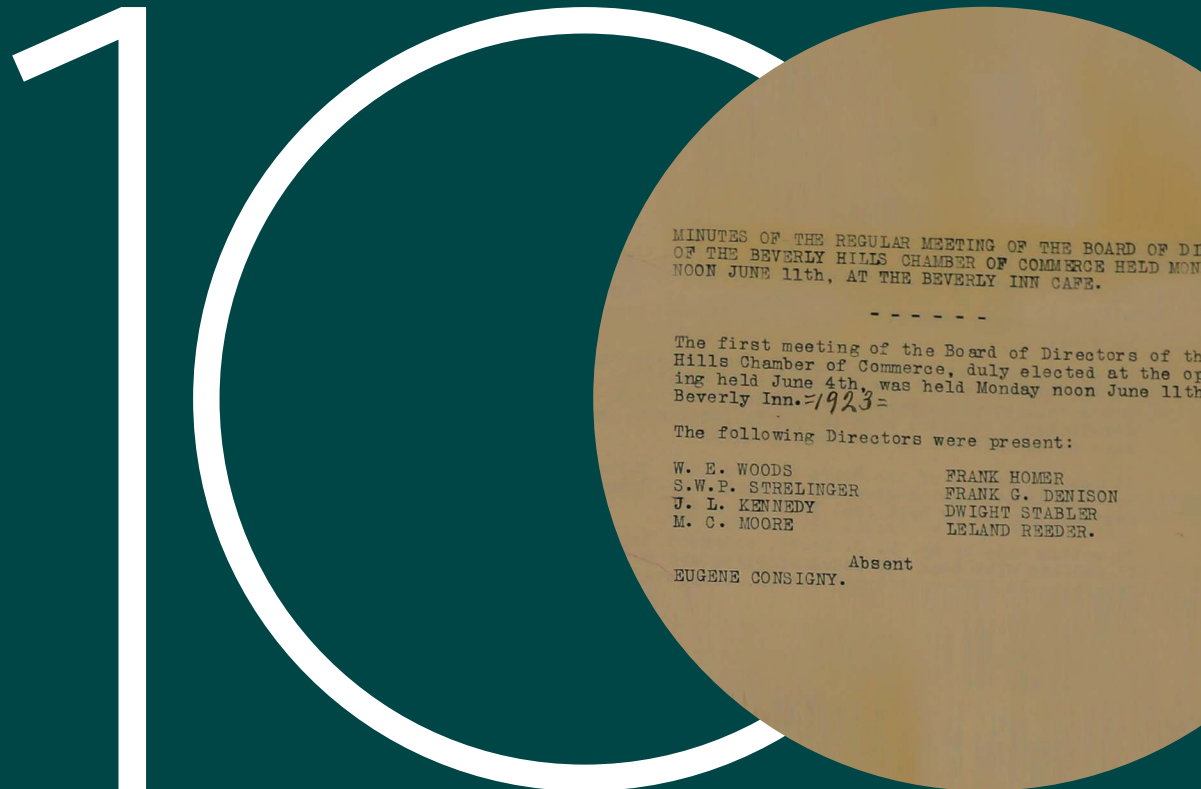 10
MINUTES OF THE REGULAR MEETING OF THE BOARD OF DI
OF THE BEVERLY HILLS CHAMBER OF COMMERCE HELD MON
NOON JUNE 11th, AT THE BEVERLY INN CAFE.
- - - - - -
The first meeting of the Board of Directors of th
Hills Chamber of Commerce, duly elected at the op
ing held June 4th, was held Monday noon June 11th
Beverly Inn.=1923=
The following Directors were present:
W. E. WOODS FRANK HOMER
S.W.P. STRELINGER FRANK G. DENISON
J. L. KENNEDY DWIGHT STABLER
M. C. MOORE LELAND REEDER.
Absent
EUGENE CONSIGNY.